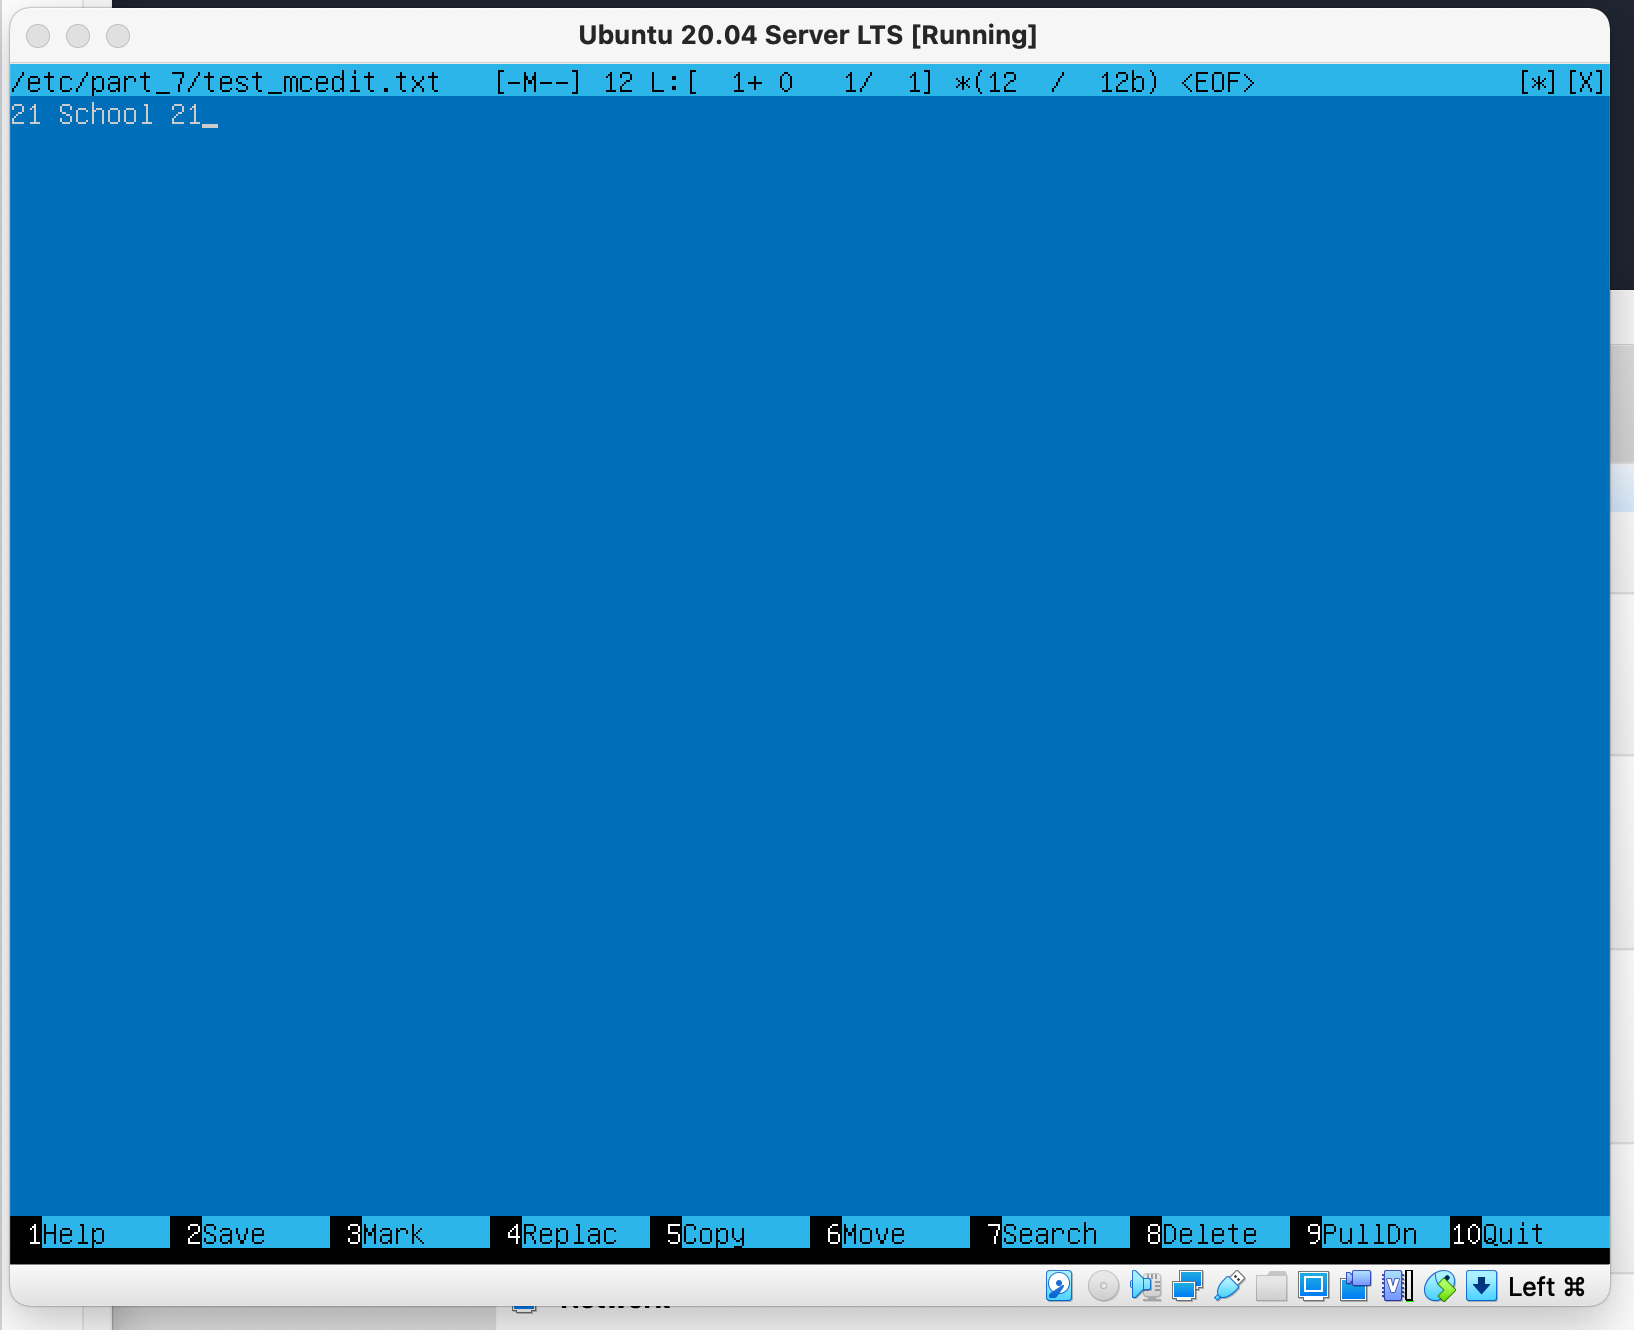 Ubuntu 20.04 Server LTS [Running]
/etc/part_7/test_mcedit.txt [-M--] 12 L:[ 1+ 0 1/ 1] *(12 / 12b) <EOF> [*][X]
21 School 21_
1Help 2Save 3Mark 4Replac 5Copy 6Move 7Search 8Delete 9PullDn 10Quit
Left ⌘